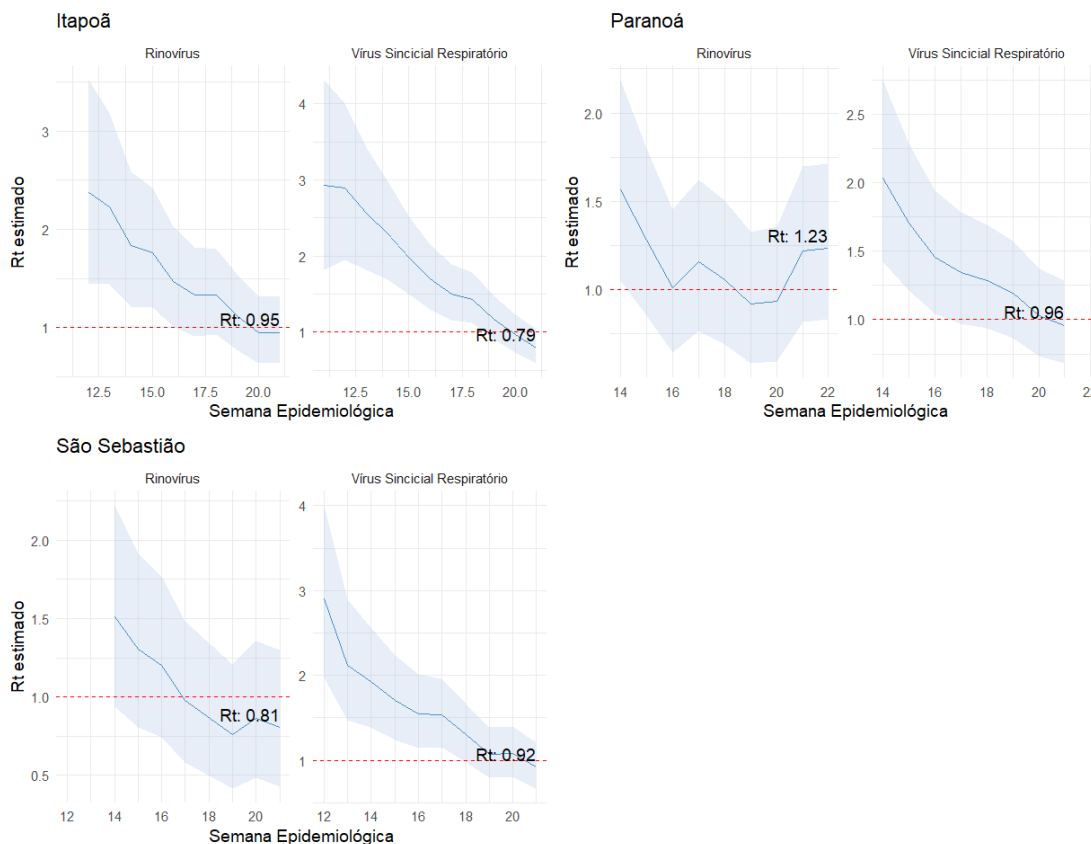 Itapoã
Rinovírus
Vírus Sincicial Respiratório
Rt estimado
3
2
1
4
3
2
1
Rt: 0.95
Rt: 0.79
12.5 15.0 17.5 20.0
12.5 15.0 17.5 20.0
Semana Epidemiológica
Paranoá
Rinovírus
Vírus Sincicial Respiratório
Rt estimado
2.0
1.5
1.0
2.5
2.0
1.5
1.0
Rt: 1.23
Rt: 0.96
14 16 18 20 22
14 16 18 20 22
Semana Epidemiológica
São Sebastião
Rinovírus
Vírus Sincicial Respiratório
Rt estimado
2.0
1.5
1.0
0.5
4
3
2
1
Rt: 0.81
Rt: 0.92
12 14 16 18 20
12 14 16 18 20
Semana Epidemiológica